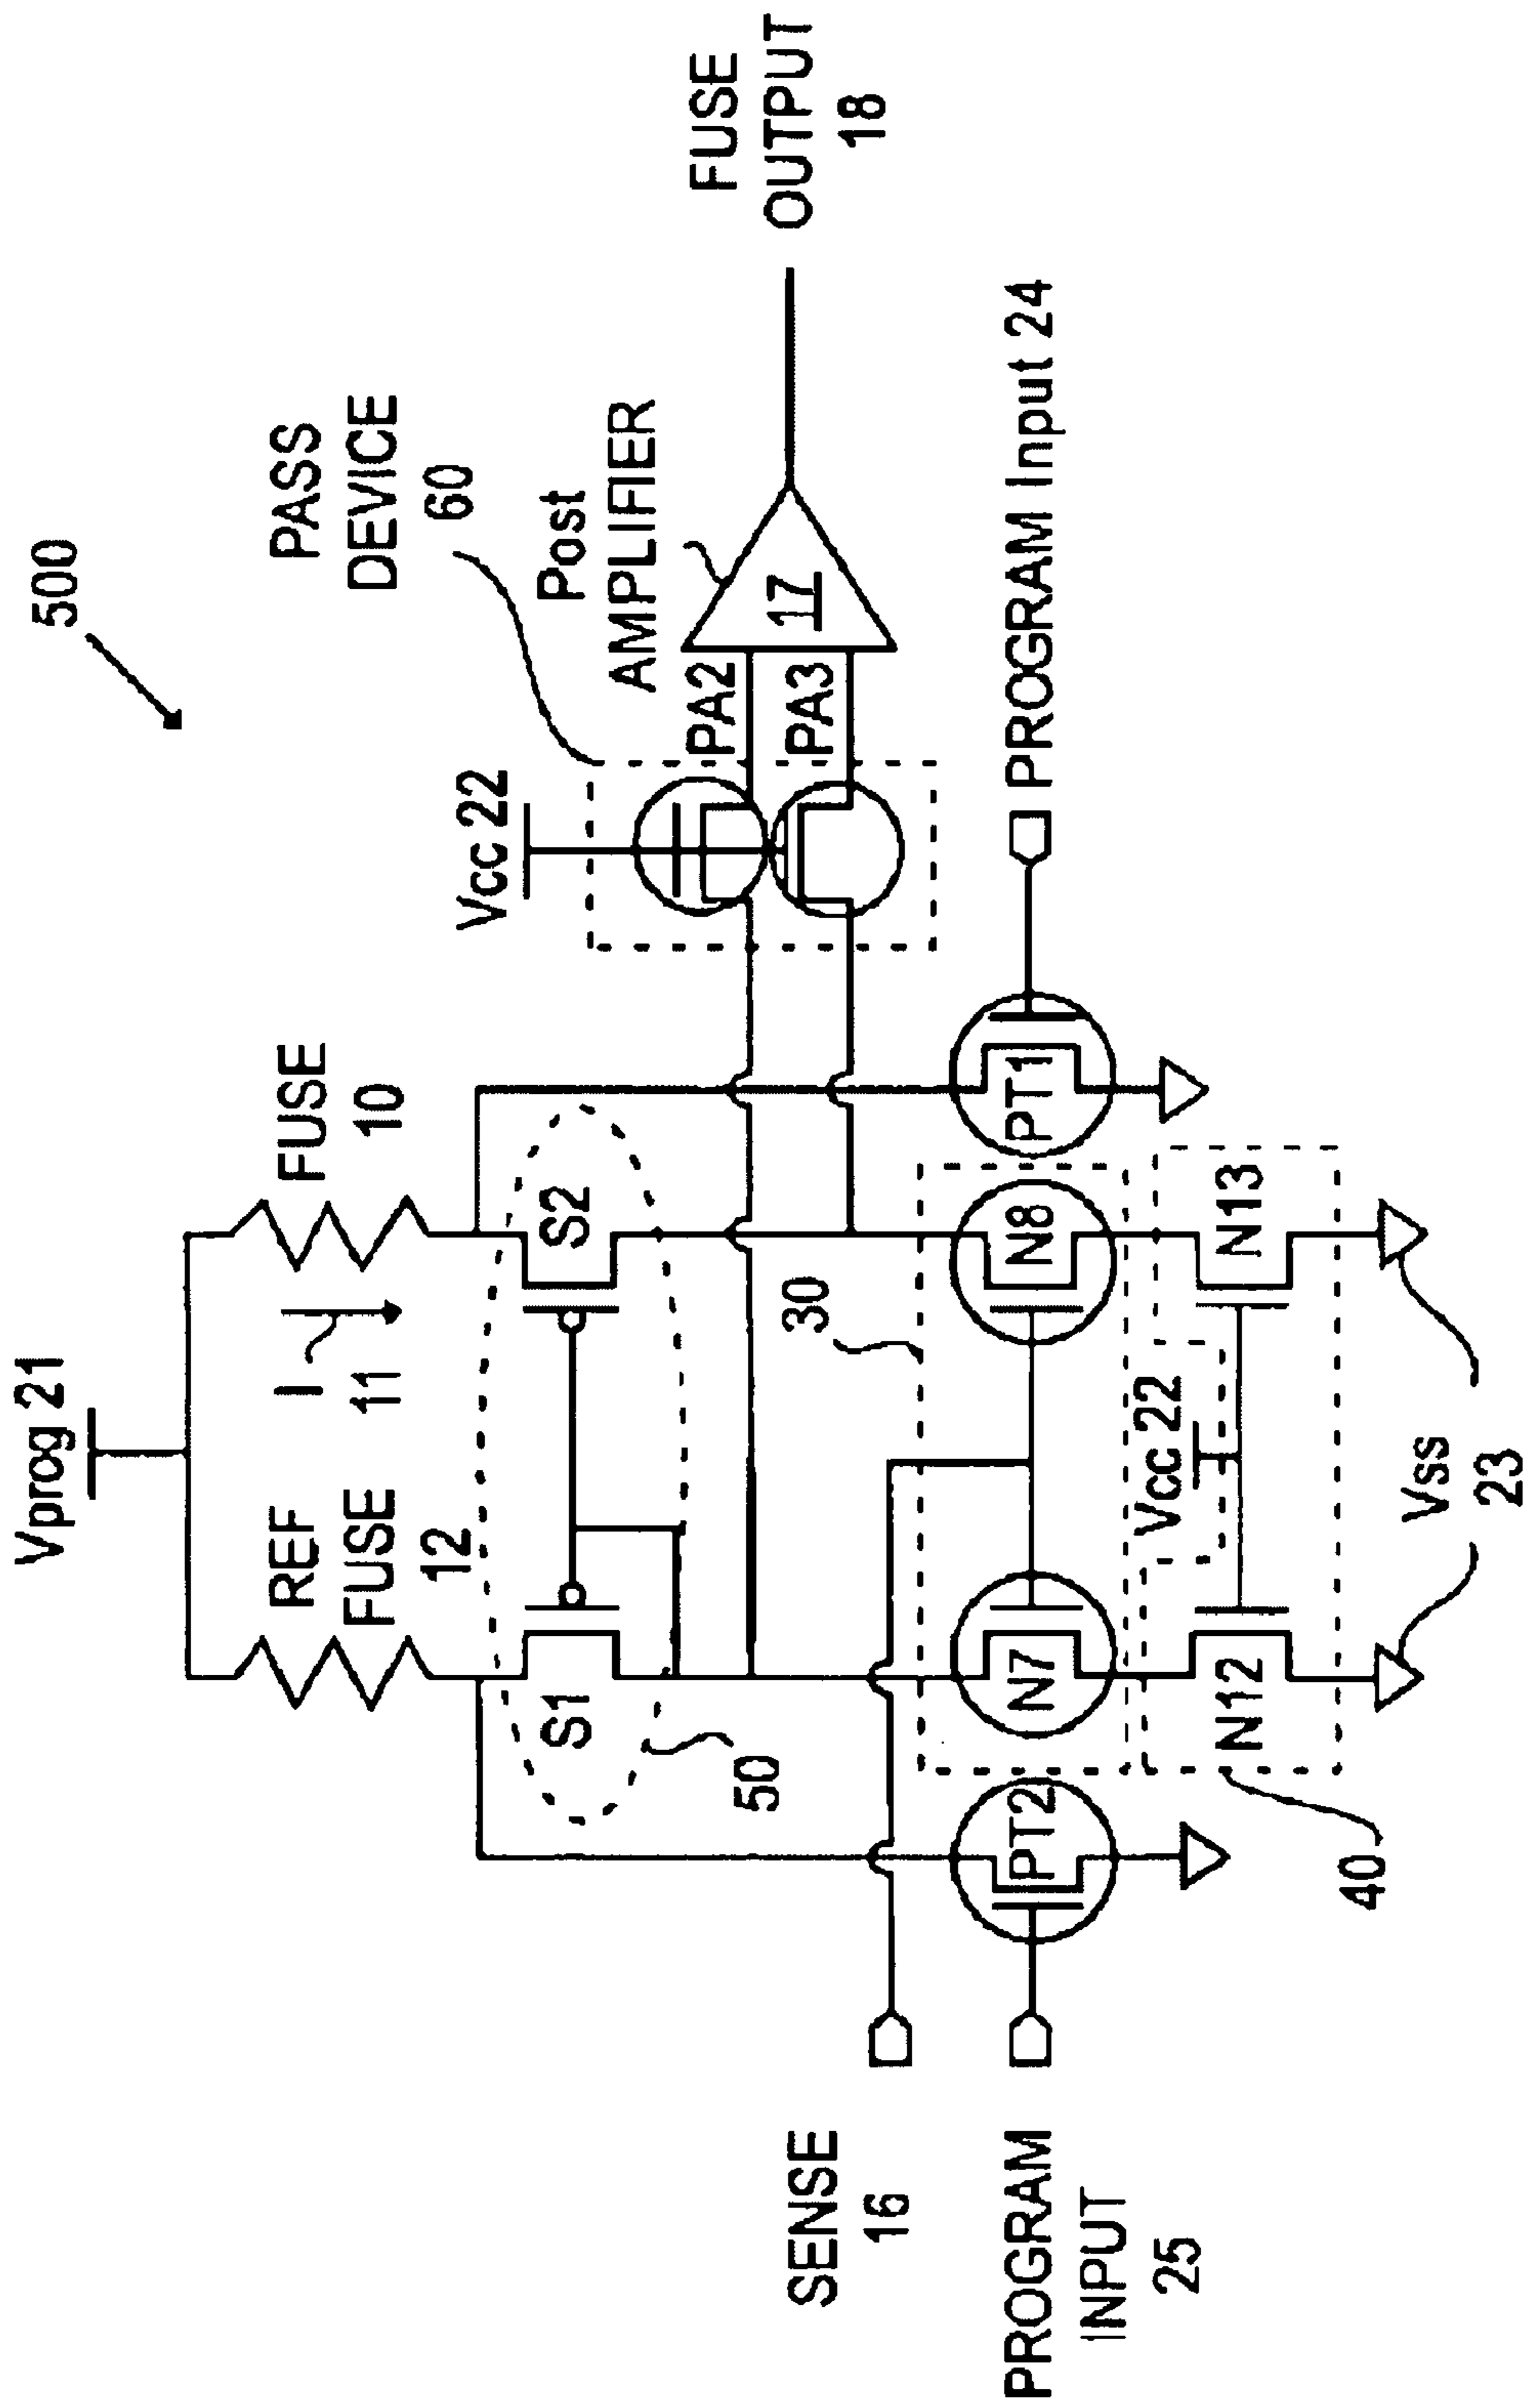 500
Vprog 21
REF
FUSE
12
I
11
FUSE
10
PASS
DEVICE
60
Vcc 22
Post
AMPLIFIER
S1
S2
50
PA2
PA3
17
FUSE
OUTPUT
18
SENSE
16
30
PROGRAM
INPUT
25
PT2
N7
N8
PT1
PROGRAM Input 24
Vcc 22
N12
N13
40
Vss
23